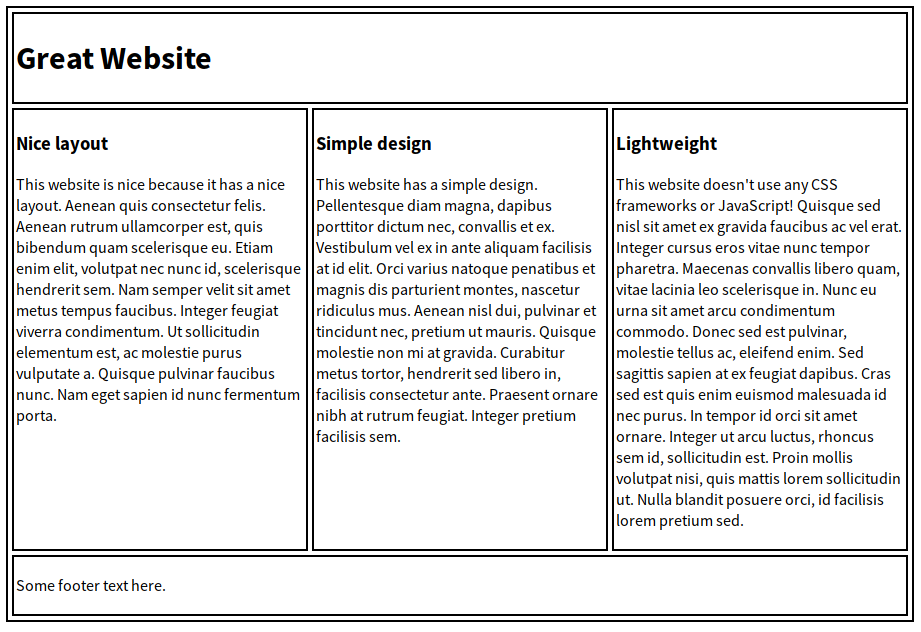 Great Website
Nice layout
This website is nice because it has a nice
layout. Aenean quis consectetur felis.
Aenean rutrum ullamcorper est, quis
bibendum quam scelerisque eu. Etiam
enim elit, volutpat nec nunc id, scelerisque
hendrerit sem. Nam semper velit sit amet
metus tempus faucibus. Integer feugiat
viverra condimentum. Ut sollicitudin
elementum est, ac molestie purus
vulputate a. Quisque pulvinar faucibus
nunc. Nam eget sapien id nunc fermentum
porta.
Simple design
This website has a simple design.
Pellentesque diam magna, dapibus
porttitor dictum nec, convallis et ex.
Vestibulum vel ex in ante aliquam facilisis
at id elit. Orci varius natoque penatibus et
magnis dis parturient montes, nascetur
ridiculus mus. Aenean nisl dui, pulvinar et
tincidunt nec, pretium ut mauris. Quisque
molestie non mi at gravida. Curabitur
metus tortor, hendrerit sed libero in,
facilisis consectetur ante. Praesent ornare
nibh at rutrum feugiat. Integer pretium
facilisis sem.
Lightweight
This website doesn't use any CSS
frameworks or JavaScript! Quisque sed
nisl sit amet ex gravida faucibus ac vel erat.
Integer cursus eros vitae nunc tempor
pharetra. Maecenas convallis libero quam,
vitae lacinia leo scelerisque in. Nunc eu
urna sit amet arcu condimentum
commodo. Donec sed est pulvinar,
molestie tellus ac, eleifend enim. Sed
sagittis sapien at ex feugiat dapibus. Cras
sed est quis enim euismod malesuada id
nec purus. In tempor id orci sit amet
ornare. Integer ut arcu luctus, rhoncus
sem id, sollicitudin est. Proin mollis
volutpat nisi, quis mattis lorem sollicitudin
ut. Nulla blandit posuere orci, id facilisis
lorem pretium sed.
Some footer text here.